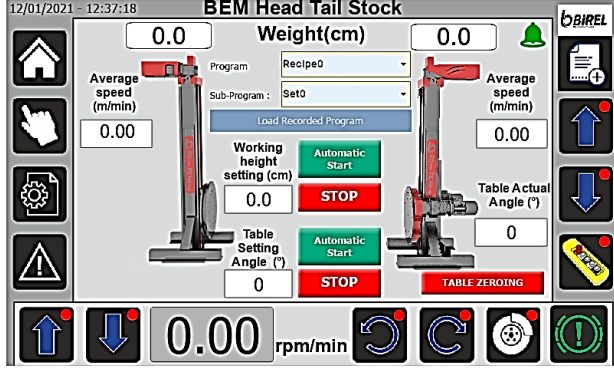 12/01/2021 - 12:37:18
BEM Head Tail Stock
BIREL
0.0
Weight(cm)
0.0
Program
Recipe0
Sub-Program :
Set0
Load Recorded Program
Average
speed
(m/min)
0.00
Average
speed
(m/min)
0.00
Working
height
setting (cm)
0.0
Automatic
Start
STOP
BIREL
Table
Setting
Angle (°)
0
Automatic
Start
STOP
Table Actual
Angle (°)
0
TABLE ZEROING
0.00
rpm/min